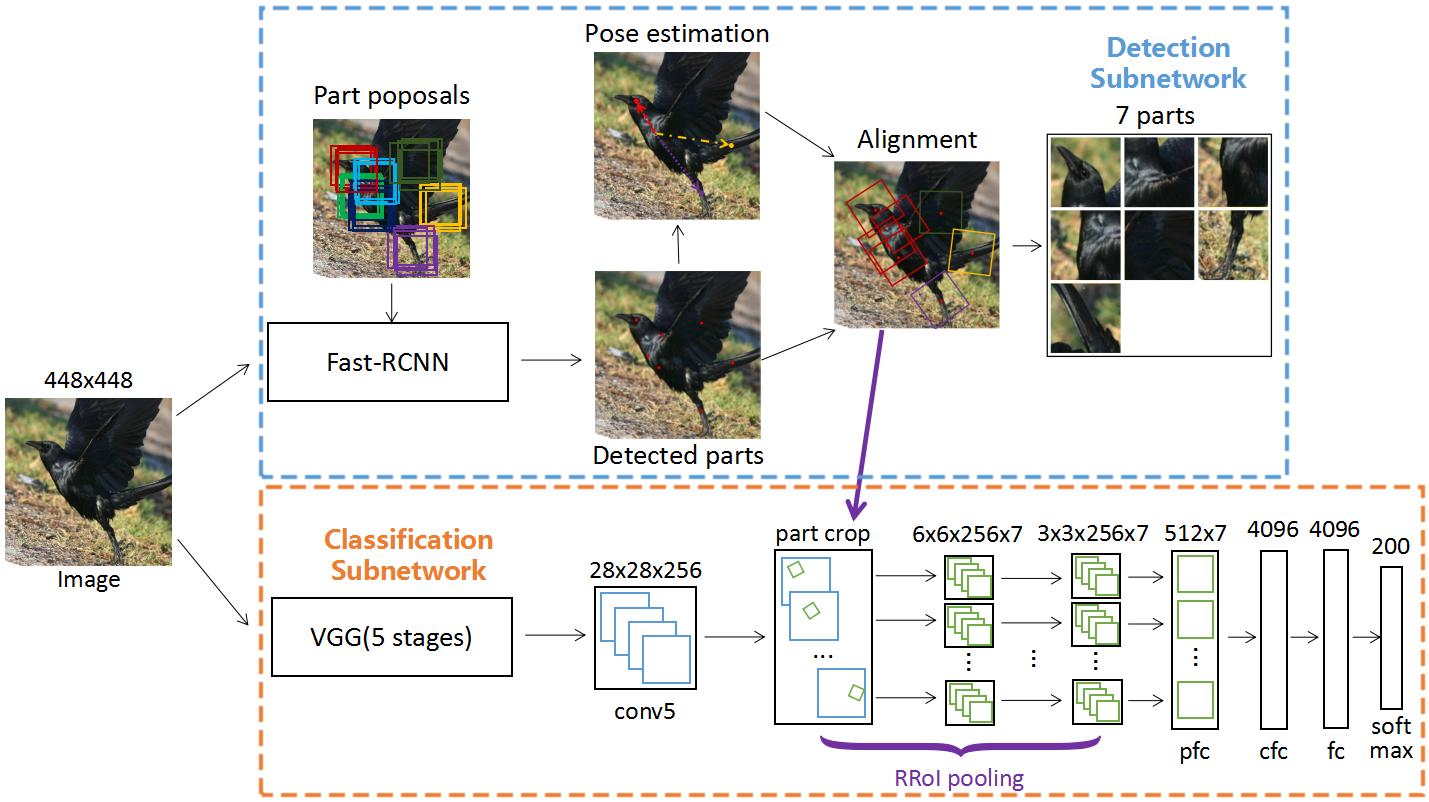 Pose estimation
Detection
Subnetwork
Part poposals
7 parts
Alignment
Fast-RCNN
448x448
Detected parts
Image
Classification
Subnetwork
part crop
6x6x256x7
3x3x256x7
512x7
4096
4096
200
28x28x256
VGG(5 stages)
...
conv5
pfc
cfc
fc
soft
max
RRoI pooling